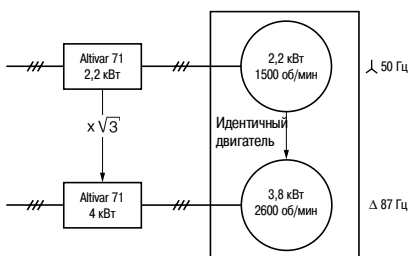 Altivar 71
2,2 кВт
2,2 кВт
1500 об/мин
50 Гц
x √3
Идентичный
двигатель
Altivar 71
4 кВт
3,8 кВт
2600 об/мин
Δ 87 Гц